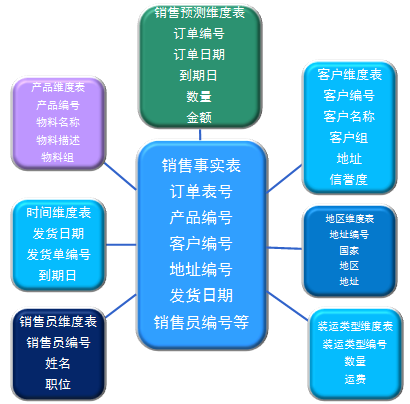 销售预测维度表
订单编号
订单日期
到期日
数量
金额
产品维度表
产品编号
物料名称
物料描述
物料组
客户维度表
客户编号
客户名称
客户组
地址
信誉度
销售事实表
订单表号
产品编号
客户编号
地址编号
发货日期
销售员编号等
时间维度表
发货日期
发货单编号
到期日
地区维度表
地址编号
国家
地区
地址
销售员维度表
销售员编号
姓名
职位
装运类型维度表
装运类型编号
数量
运费